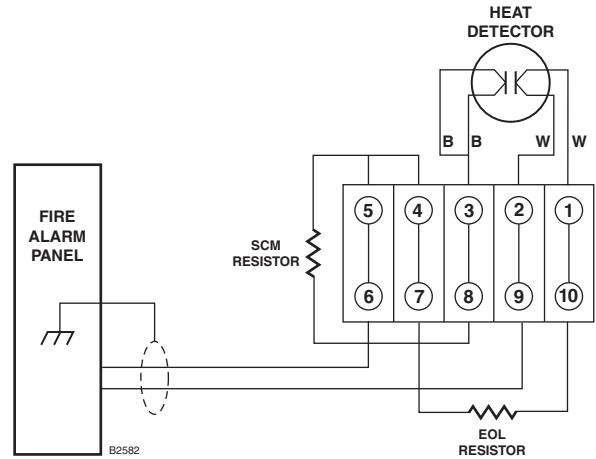 HEAT
DETECTOR
B B W W
5 4 3 2 1
FIRE
ALARM
PANEL
SCM
RESISTOR
6 7 8 9 10
B2582
EOL
RESISTOR